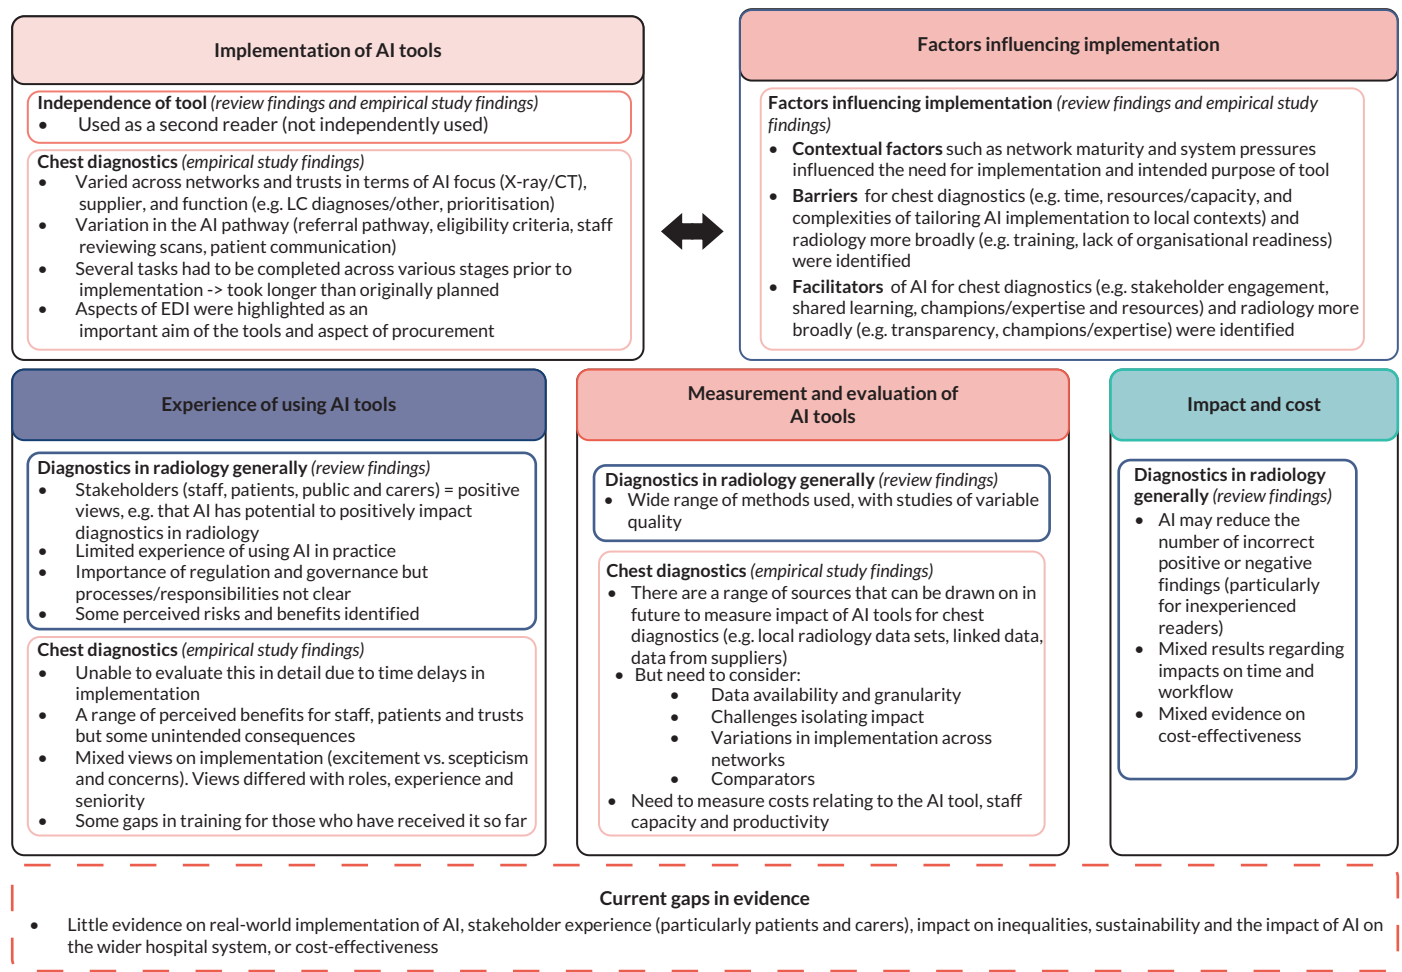 Implementation of AI tools
Independence of tool (review findings and empirical study findings)
• Used as a second reader (not independently used)
Chest diagnostics (empirical study findings)
• Varied across networks and trusts in terms of AI focus (X-ray/CT),
supplier, and function (e.g. LC diagnoses/other, prioritisation)
• Variation in the AI pathway (referral pathway, eligibility criteria, staff
reviewing scans, patient communication)
• Several tasks had to be completed across various stages prior to
implementation -> took longer than originally planned
• Aspects of EDI were highlighted as an
important aim of the tools and aspect of procurement
Factors influencing implementation
Factors influencing implementation (review findings and empirical study
findings)
• Contextual factors such as network maturity and system pressures
influenced the need for implementation and intended purpose of tool
• Barriers for chest diagnostics (e.g. time, resources/capacity, and
complexities of tailoring AI implementation to local contexts) and
radiology more broadly (e.g. training, lack of organisational readiness)
were identified
• Facilitators of AI for chest diagnostics (e.g. stakeholder engagement,
shared learning, champions/expertise and resources) and radiology more
broadly (e.g. transparency, champions/expertise) were identified
Experience of using AI tools
Diagnostics in radiology generally (review findings)
• Stakeholders (staff, patients, public and carers) = positive
views, e.g. that AI has potential to positively impact
diagnostics in radiology
• Limited experience of using AI in practice
• Importance of regulation and governance but
processes/responsibilities not clear
• Some perceived risks and benefits identified
Chest diagnostics (empirical study findings)
• Unable to evaluate this in detail due to time delays in
implementation
• A range of perceived benefits for staff, patients and trusts
but some unintended consequences
• Mixed views on implementation (excitement vs. scepticism
and concerns). Views differed with roles, experience and
seniority
• Some gaps in training for those who have received it so far
Measurement and evaluation of
AI tools
Diagnostics in radiology generally (review findings)
• Wide range of methods used, with studies of variable
quality
Chest diagnostics (empirical study findings)
• There are a range of sources that can be drawn on in
future to measure impact of AI tools for chest
diagnostics (e.g. local radiology data sets, linked data,
data from suppliers)
• But need to consider:
• Data availability and granularity
• Challenges isolating impact
• Variations in implementation across
networks
• Comparators
• Need to measure costs relating to the AI tool, staff
capacity and productivity
Impact and cost
Diagnostics in radiology
generally (review findings)
• AI may reduce the
number of incorrect
positive or negative
findings (particularly
for inexperienced
readers)
• Mixed results regarding
impacts on time and
workflow
• Mixed evidence on
cost-effectiveness
Current gaps in evidence
• Little evidence on real-world implementation of AI, stakeholder experience (particularly patients and carers), impact on inequalities, sustainability and the impact of AI on
the wider hospital system, or cost-effectiveness